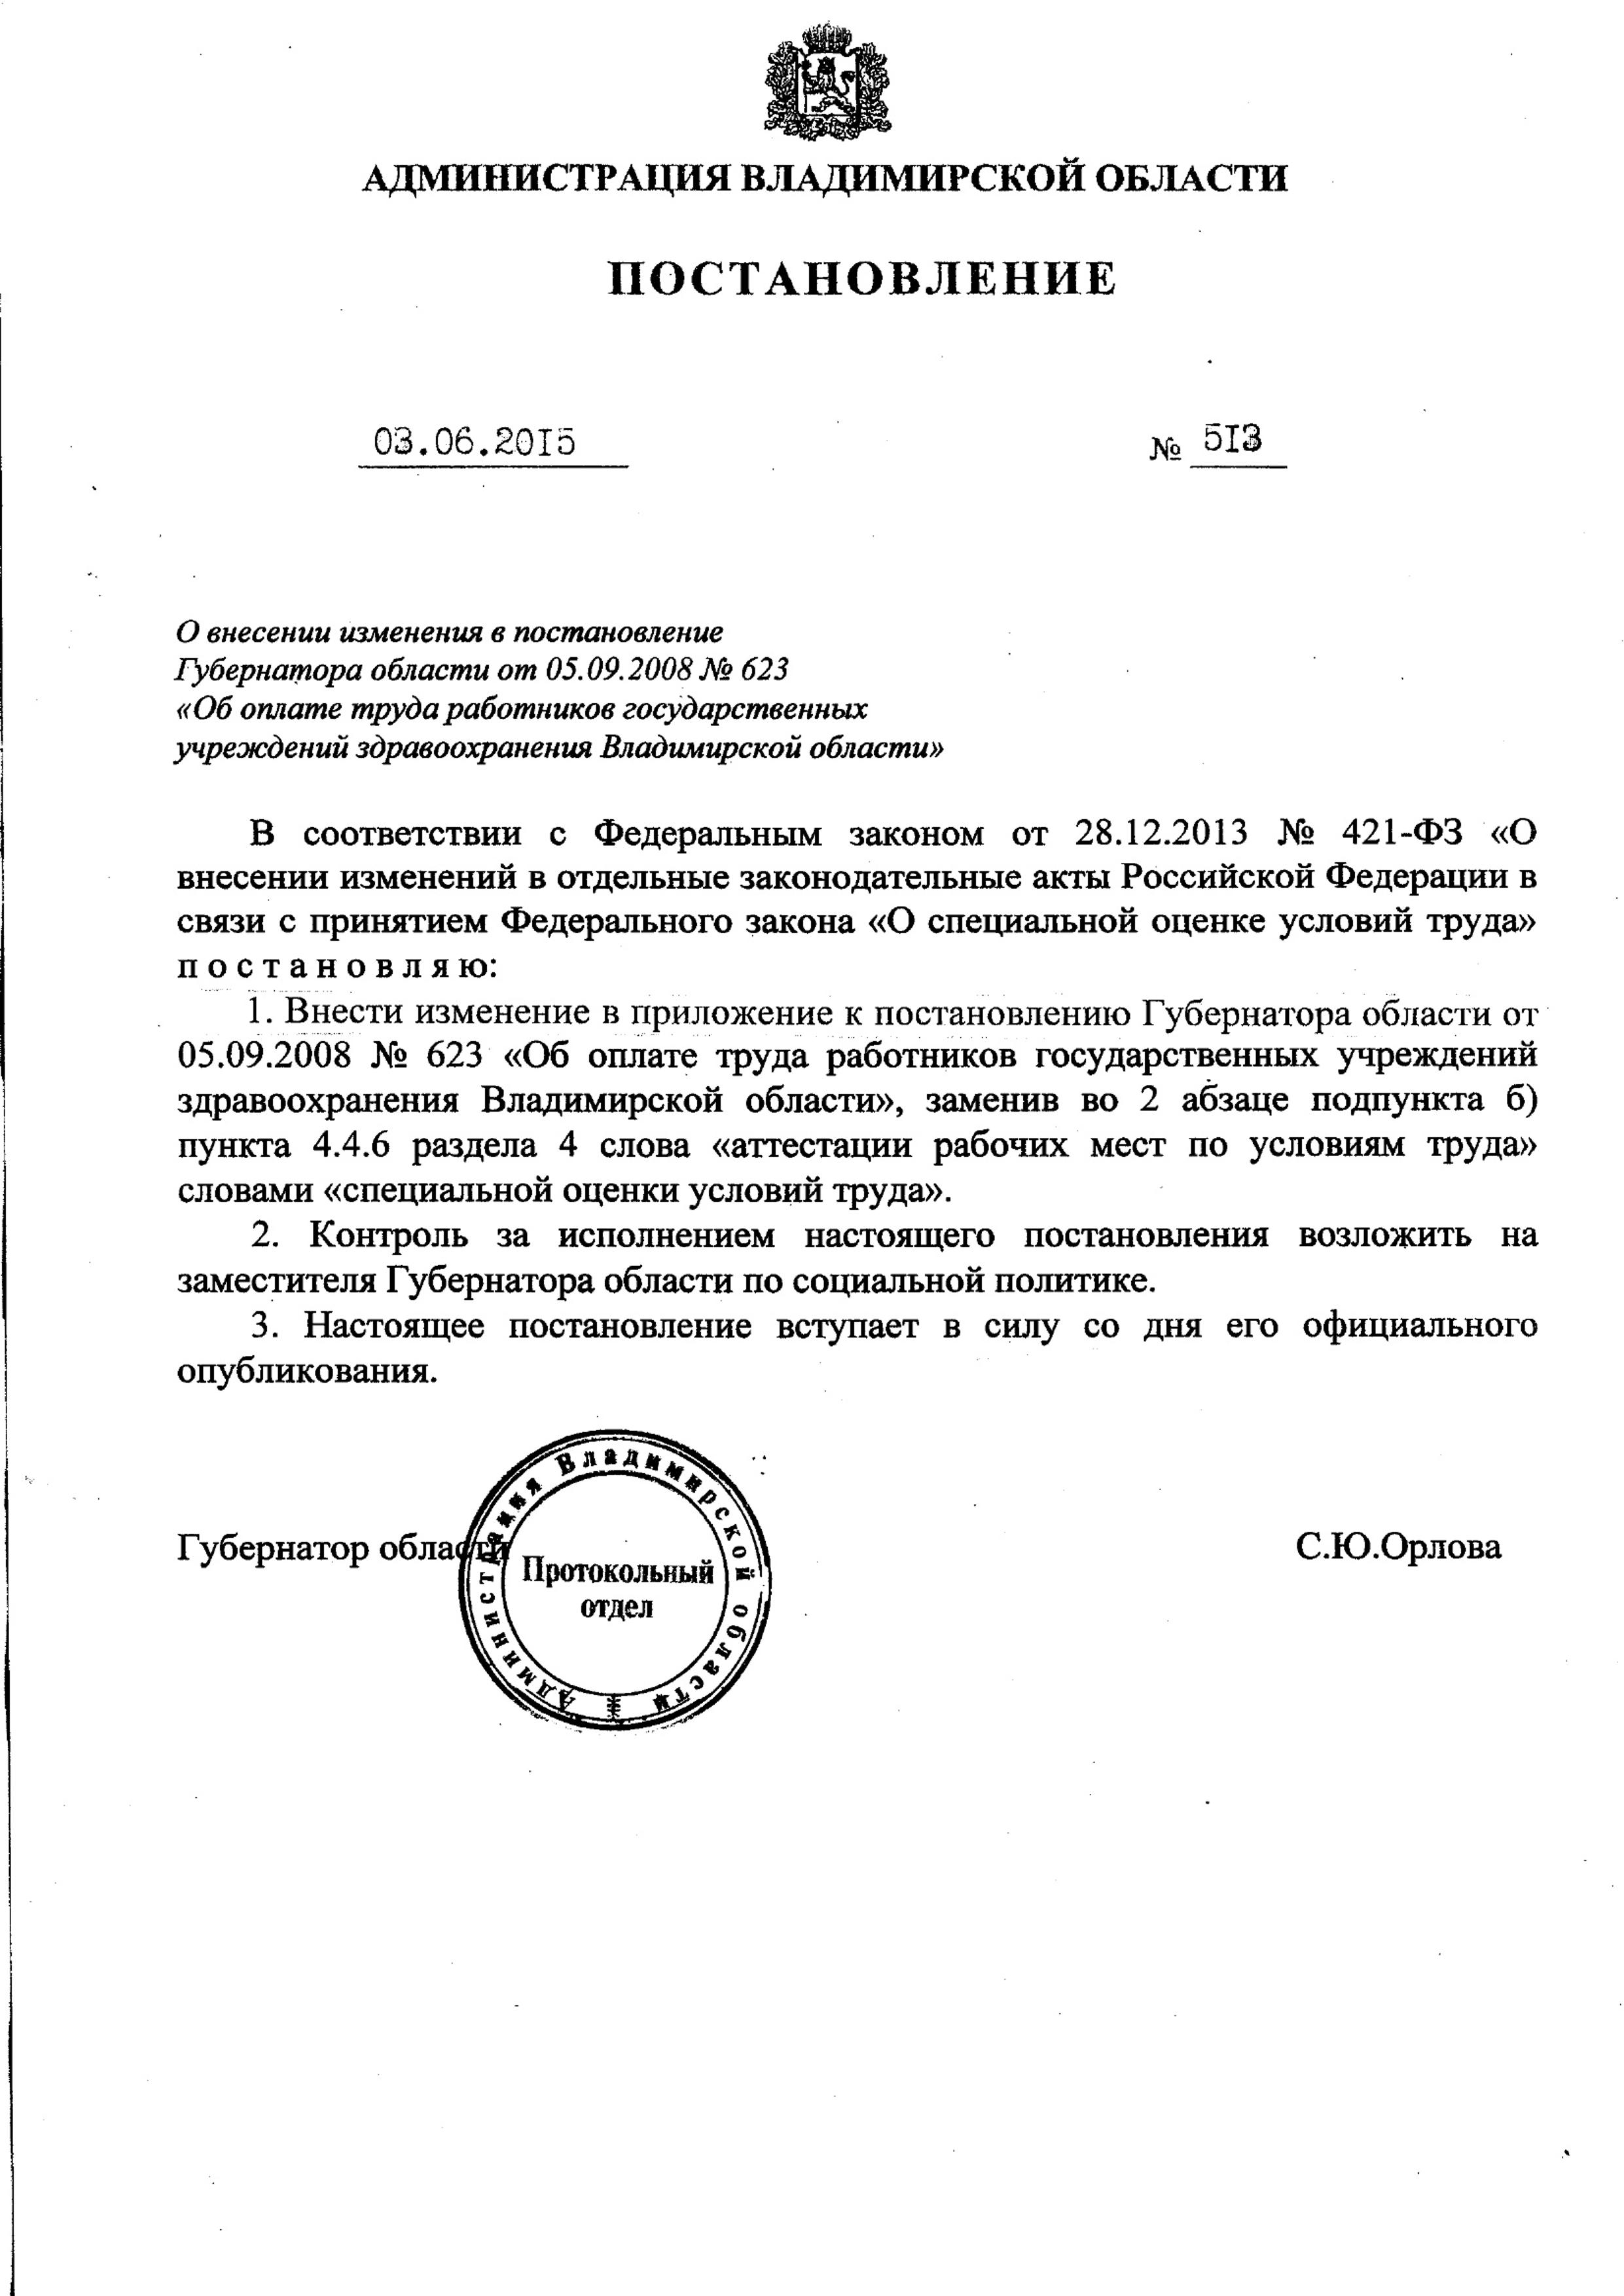 АДМИНИСТРАЦИЯ ВЛАДИМИРСКОЙ ОБЛАСТИ
ПОСТАНОВЛЕНИЕ
03.06.2015
№ 513
О внесении изменения в постановление
Губернатора области от 05.09.2008 № 623
«Об оплате труда работников государственных
учреждений здравоохранения Владимирской области»
В соответствии с Федеральным законом от 28.12.2013 № 421-ФЗ «О
внесении изменений в отдельные законодательные акты Российской Федерации в
связи с принятием Федерального закона «О специальной оценке условий труда»
п о с т а н о в л я ю:
1. Внести изменение в приложение к постановлению Губернатора области от
05.09.2008 № 623 «Об оплате труда работников государственных учреждений
здравоохранения Владимирской области», заменив во 2 абзаце подпункта б)
пункта 4.4.6 раздела 4 слова «аттестации рабочих мест по условиям труда»
словами «специальной оценки условий труда».
2. Контроль за исполнением настоящего постановления возложить на
заместителя Губернатора области по социальной политике.
3. Настоящее постановление вступает в силу со дня его официального
опубликования.
Губернатор области
С.Ю.Орлова
Администрация Владимирской области
Протокольный
отдел